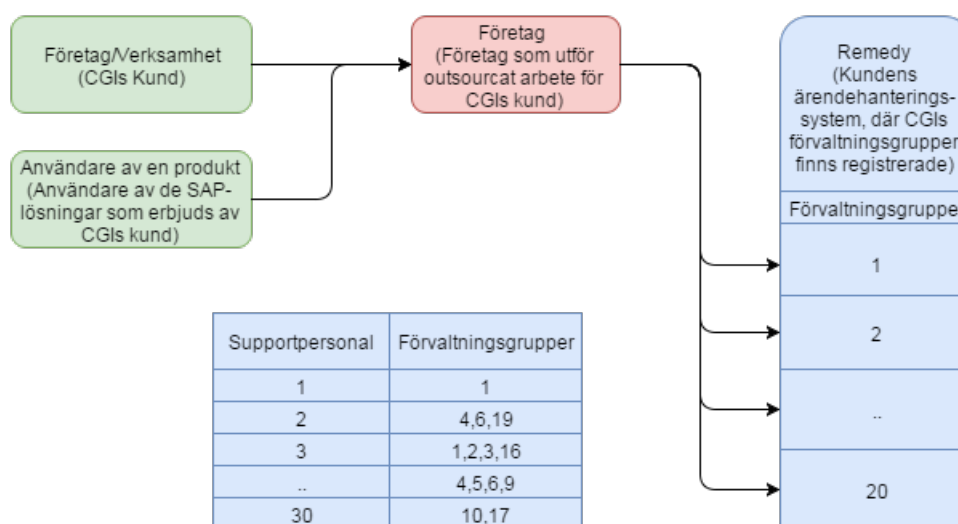 Företag/Verksamhet
(CGIs Kund)
Företag
(Företag som utför
outsourcat arbete för
CGIs kund)
Remedy
(Kundens
ärendehanterings-
system, där CGIs
förvaltningsgrupper
finns registrerade)
Användare av en produkt
(Användare av de SAP-
lösningar som erbjuds av
CGIs kund)
Förvaltningsgruppe
1
2
..
20
Supportpersonal Förvaltningsgrupper
1 1
2 4,6,19
3 1,2,3,16
.. 4,5,6,9
30 10,17